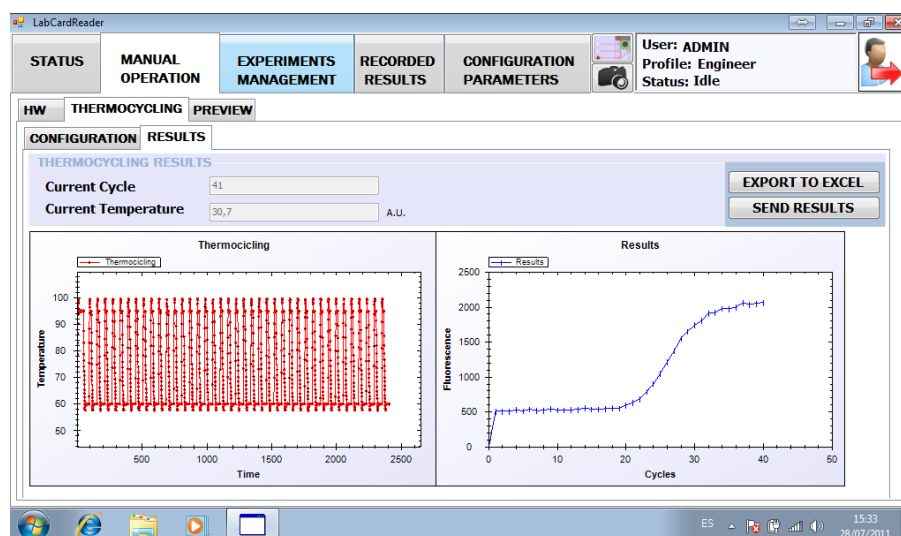 LabCardReader
STATUS
MANUAL OPERATION
EXPERIMENTS MANAGEMENT
RECORDED RESULTS
CONFIGURATION PARAMETERS
User: ADMIN
Profile: Engineer
Status: Idle
HW THERMOCYCLING PREVIEW
CONFIGURATION RESULTS
THERMOCYCLING RESULTS
Current Cycle 41
Current Temperature 30,7 A.U.
EXPORT TO EXCEL
SEND RESULTS
Thermocicling
Thermocicling
Temperature
100
90
80
70
60
50
500 1000 1500 2000 2500
Time
Results
Results
Fluorescence
2500
2000
1500
1000
500
0
0 10 20 30 40 50
Cycles
ES
15:33
28/07/2011